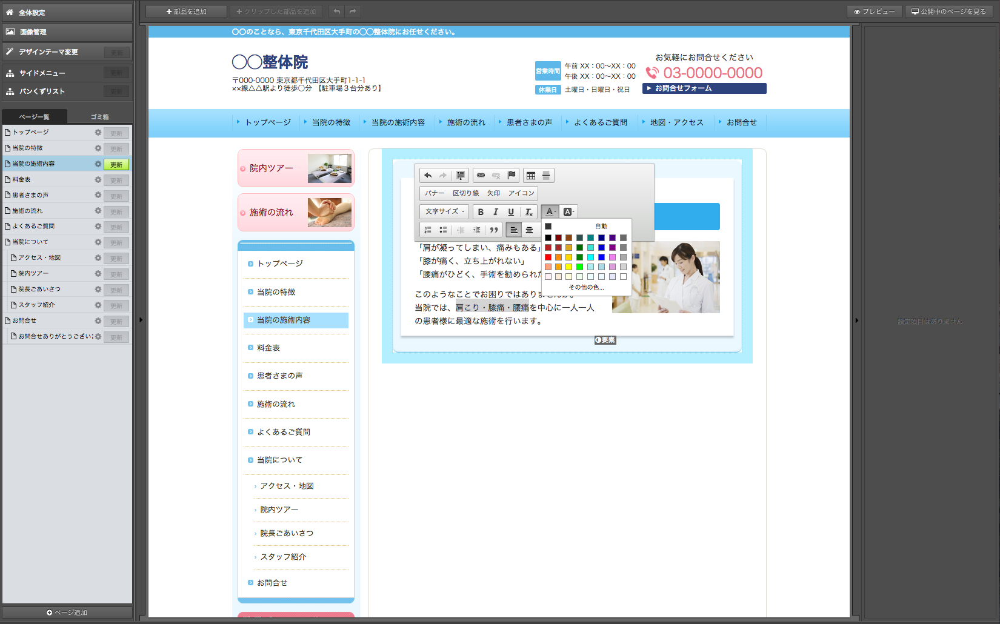 全体設定
画像管理
デザインテーマ変更
更新
サイドメニュー
更新
パンくずリスト
更新
ページ一覧
ゴミ箱
トップページ
更新
当院の特徴
更新
当院の施術内容
更新
料金表
更新
患者さまの声
更新
施術の流れ
更新
よくあるご質問
更新
当院について
更新
アクセス・地図
更新
院内ツアー
更新
院長ごあいさつ
更新
スタッフ紹介
更新
お問合せ
更新
お問合せありがとうござい
更新
ページ追加
部品を追加
クリップした部品を追加
プレビュー
公開中のページを見る
〇〇のことなら、東京千代田区大手町の〇〇整体院にお任せください。
〇〇整体院
〒000-0000 東京都千代田区大手町1-1-1
××線△△駅より徒歩〇分 【駐車場３台分あり】
営業時間
午前 XX：00〜XX：00
午後 XX：00〜XX：00
休業日
土曜日・日曜日・祝日
お気軽にお問合せください
03-0000-0000
お問合せフォーム
トップページ
当院の特徴
当院の施術内容
施術の流れ
患者さまの声
よくあるご質問
地図・アクセス
お問合せ
院内ツアー
施術の流れ
トップページ
当院の特徴
当院の施術内容
料金表
患者さまの声
施術の流れ
よくあるご質問
当院について
アクセス・地図
院内ツアー
院長ごあいさつ
スタッフ紹介
お問合せ
バナー
区切り線
矢印
アイコン
文字サイズ
B
I
U
A
A
自動
その他の色...
「肩が凝ってしまい、痛みもある」
「膝が痛く、立ち上がれない」
「腰痛がひどく、手術を勧められた
このようなことでお困りではありませんか。
当院では、肩こり・膝痛・腰痛を中心に一人一人
の患者様に最適な施術を行います。
要素
設定項目はありません